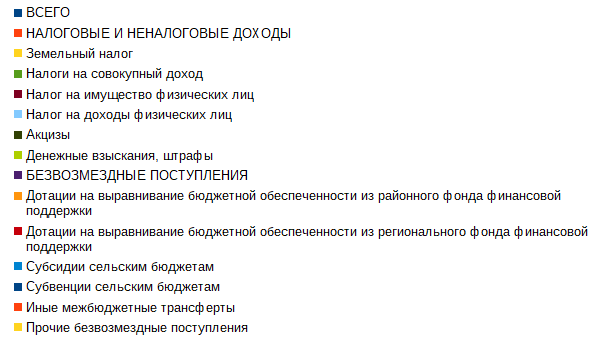 ВСЕГО
НАЛОГОВЫЕ И НЕНАЛОГОВЫЕ ДОХОДЫ
Земельный налог
Налоги на совокупный доход
Налог на имущество физических лиц
Налог на доходы физических лиц
Акцизы
Денежные взыскания, штрафы
БЕЗВОЗМЕЗДНЫЕ ПОСТУПЛЕНИЯ
Дотации на выравнивание бюджетной обеспеченности из районного фонда финансовой
поддержки
Дотации на выравнивание бюджетной обеспеченности из регионального фонда финансовой
поддержки
Субсидии сельским бюджетам
Субвенции сельским бюджетам
Иные межбюджетные трансферты
Прочие безвозмездные поступления